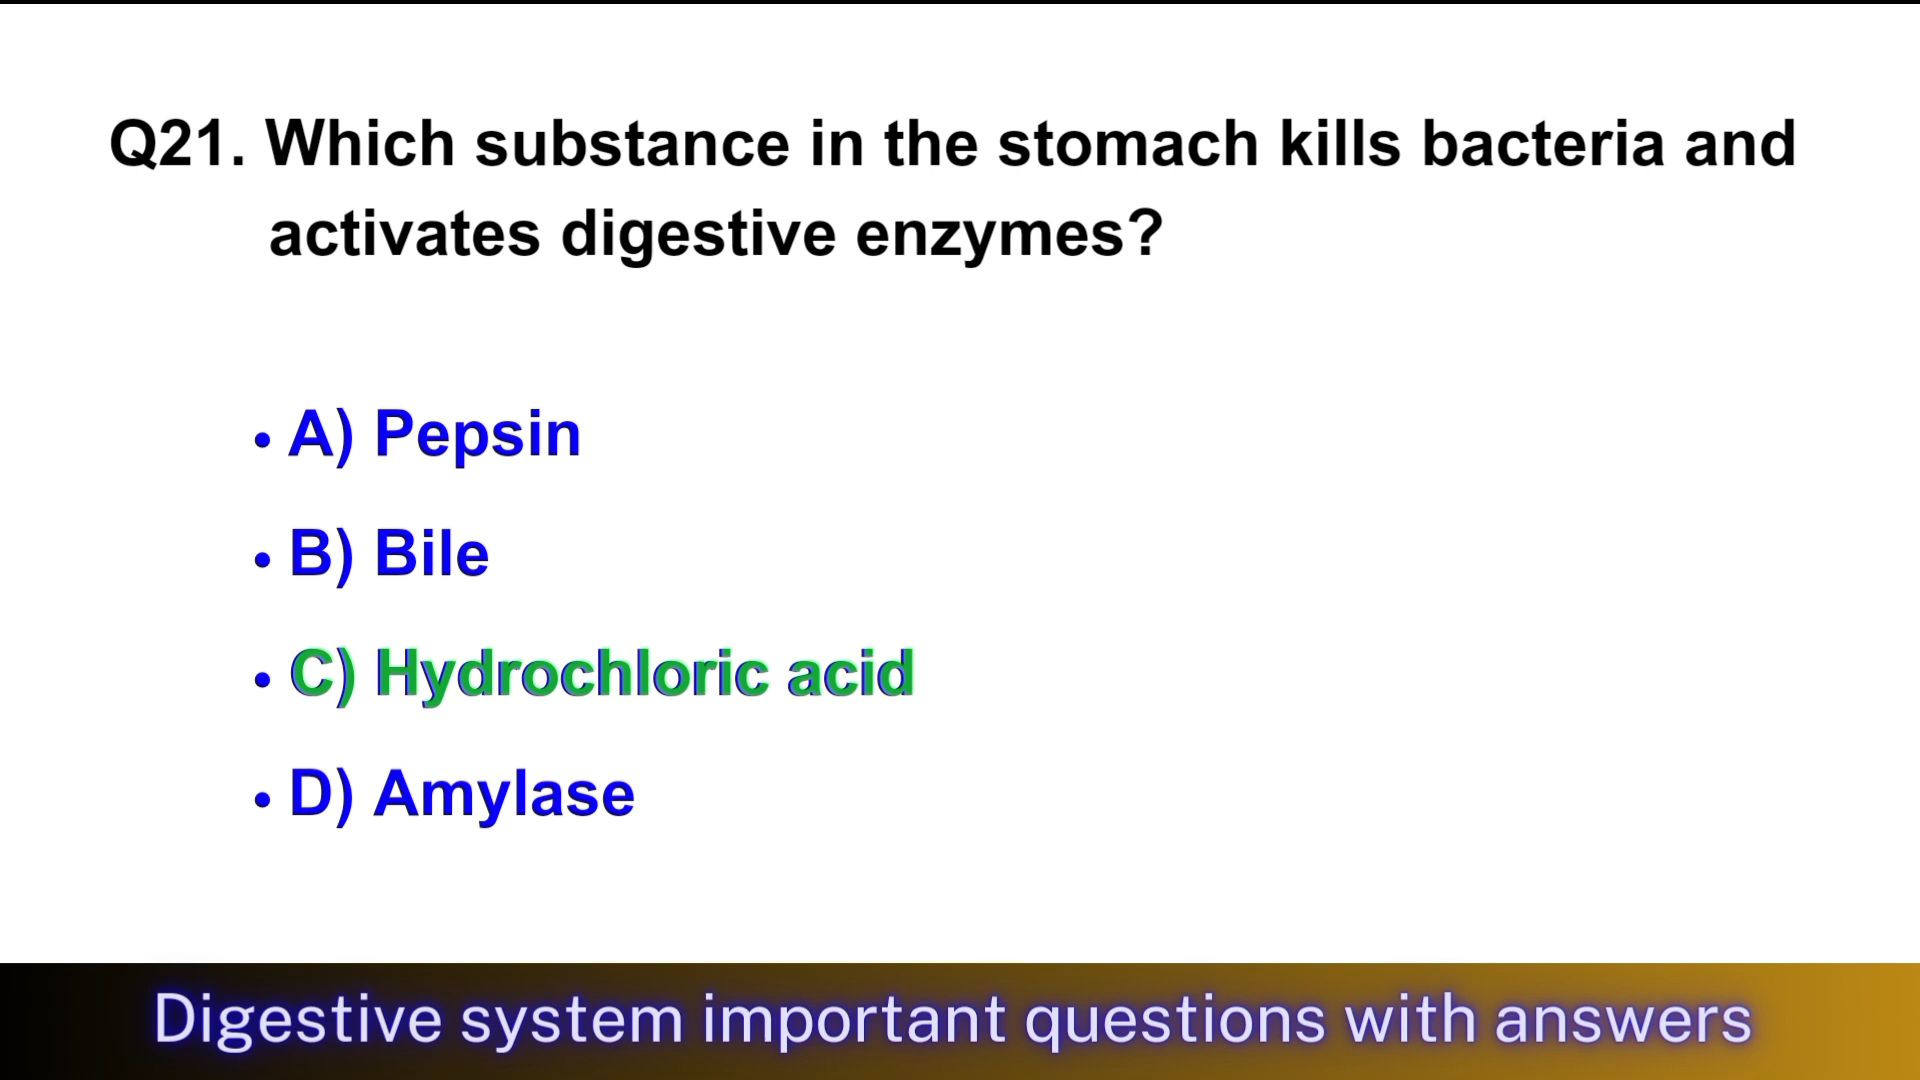 Q21. Which substance in the stomach kills bacteria and
activates digestive enzymes?
• A) Pepsin
• B) Bile
• C) Hydrochloric acid
• D) Amylase
Digestive system important questions with answers